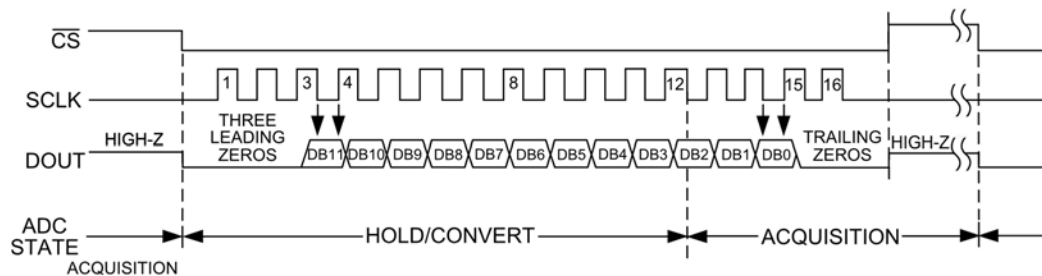 CS
1 3 4 8 12 15 16
SCLK
HIGH-Z THREE LEADING ZEROS TRAILING ZEROS HIGH-Z
DOUT DB11 DB10 DB9 DB8 DB7 DB6 DB5 DB4 DB3 DB2 DB1 DB0
ADC STATE HOLD/CONVERT ACQUISITION
ACQUISITION